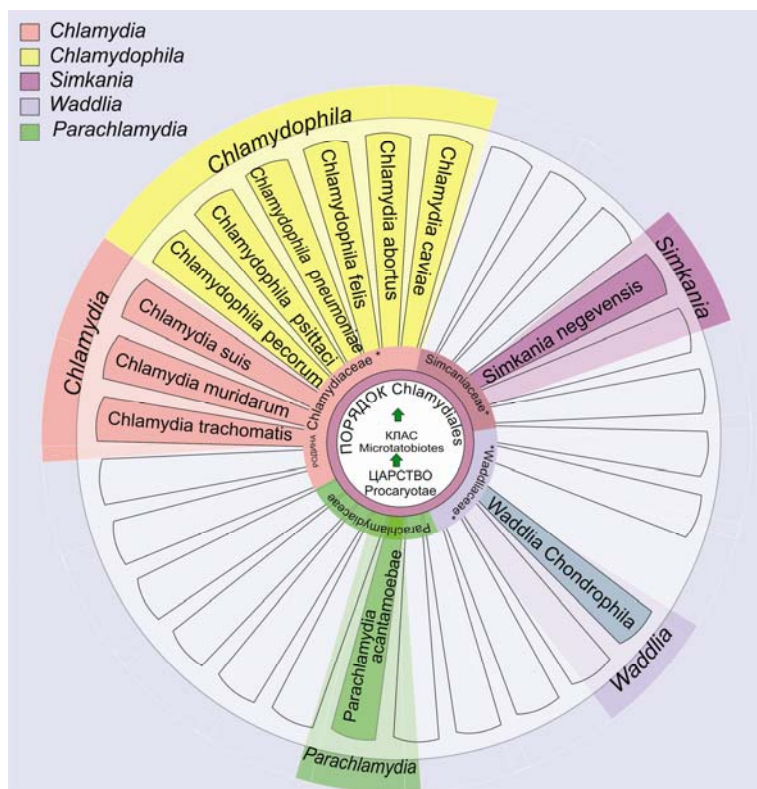 Chlamydia
Chlamydophila
Simkania
Waddlia
Parachlamydia
Chlamydia
Chlamydophila
Simkania
Waddlia
Parachlamydia
Chlamydia trachomatis
Chlamydia muridarum
Chlamydia suis
Chlamydophila pecorum
Chlamydophila psittaci
Chlamydophila pneumoniae
Chlamydophila felis
Chlamydia abortus
Chlamydia caviae
Simkania negevensis
Waddlia Chondrophila
Parachlamydia
acantamoebae
РОДИНА Chlamydiaceae *
Simcaniaceae*
*Waddliaceae*
Parachlamydiaceae
ПОРЯДОК Chlamydiales
КЛАС
Microtatobiotes
ЦАРСТВО
Procaryotae